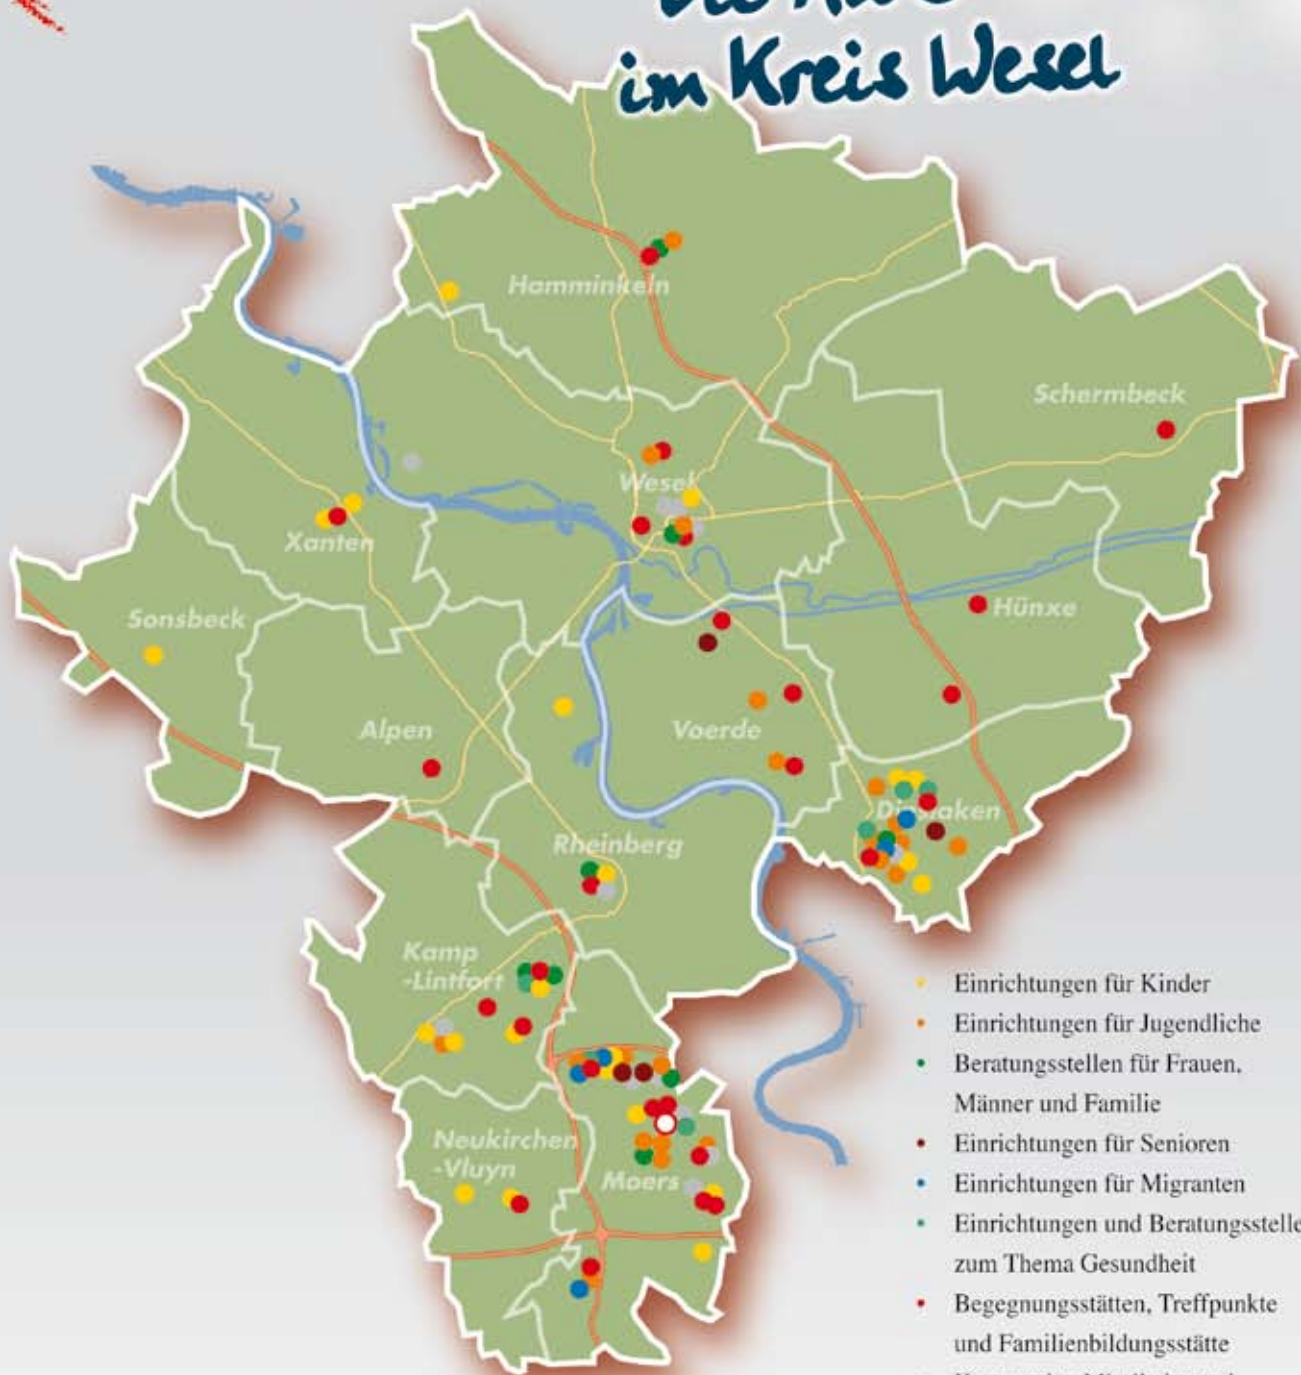 im Kreis Wesel
Hamminkeln
Schermbeck
Wesel
Xanten
Sonsbeck
Hünxe
Alpen
Voerde
Dinslaken
Rheinberg
Kamp
-Lintfort
Neukirchen
-Vluyn
Moers
Einrichtungen für Kinder
Einrichtungen für Jugendliche
Beratungsstellen für Frauen,
Männer und Familie
Einrichtungen für Senioren
Einrichtungen für Migranten
Einrichtungen und Beratungsstelle
zum Thema Gesundheit
Begegnungsstätten, Treffpunkte
und Familienbildungsstätte